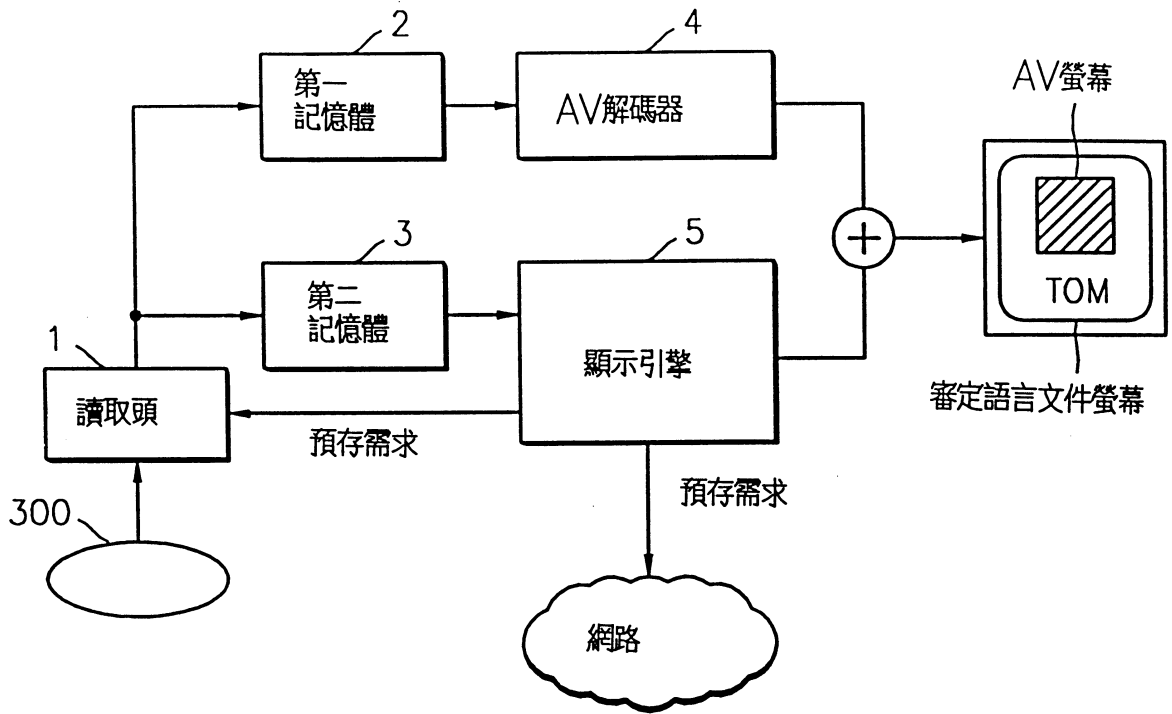 2
4
第一
記憶體
AV解碼器
AV螢幕
3
5
第二
記憶體
顯示引擎
TOM
1
讀取頭
預存需求
審定語言文件螢幕
預存需求
300
網路